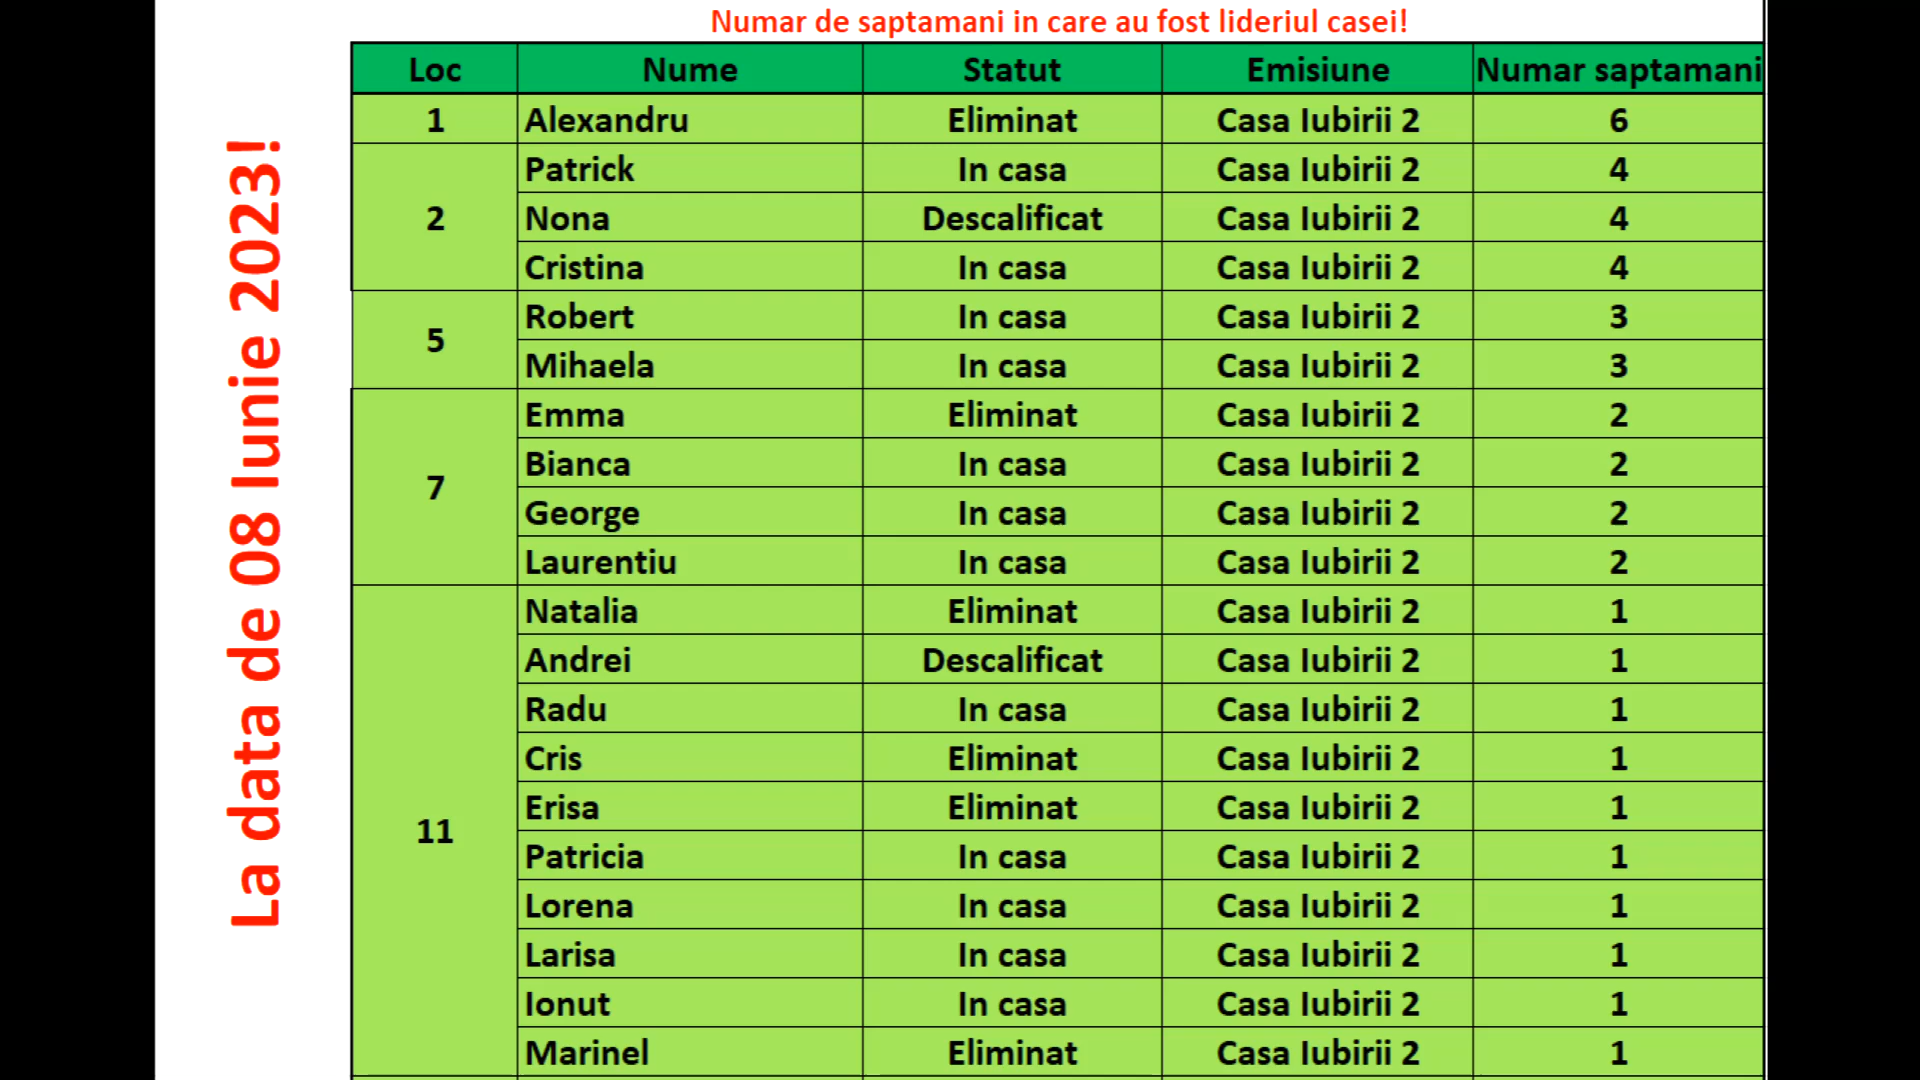 Numar de saptamani in care au fost lideriul casei!
La data de 08 Iunie 2023!
Loc Nume Statut Emisiune Numar saptamani
1 Alexandru Eliminat Casa Iubirii 2 6
2 Patrick In casa Casa Iubirii 2 4
Nona Descalificat Casa Iubirii 2 4
Cristina In casa Casa Iubirii 2 4
5 Robert In casa Casa Iubirii 2 3
Mihaela In casa Casa Iubirii 2 3
7 Emma Eliminat Casa Iubirii 2 2
Bianca In casa Casa Iubirii 2 2
George In casa Casa Iubirii 2 2
Laurentiu In casa Casa Iubirii 2 2
11 Natalia Eliminat Casa Iubirii 2 1
Andrei Descalificat Casa Iubirii 2 1
Radu In casa Casa Iubirii 2 1
Cris Eliminat Casa Iubirii 2 1
Erisa Eliminat Casa Iubirii 2 1
Patricia In casa Casa Iubirii 2 1
Lorena In casa Casa Iubirii 2 1
Larisa In casa Casa Iubirii 2 1
Ionut In casa Casa Iubirii 2 1
Marinel Eliminat Casa Iubirii 2 1